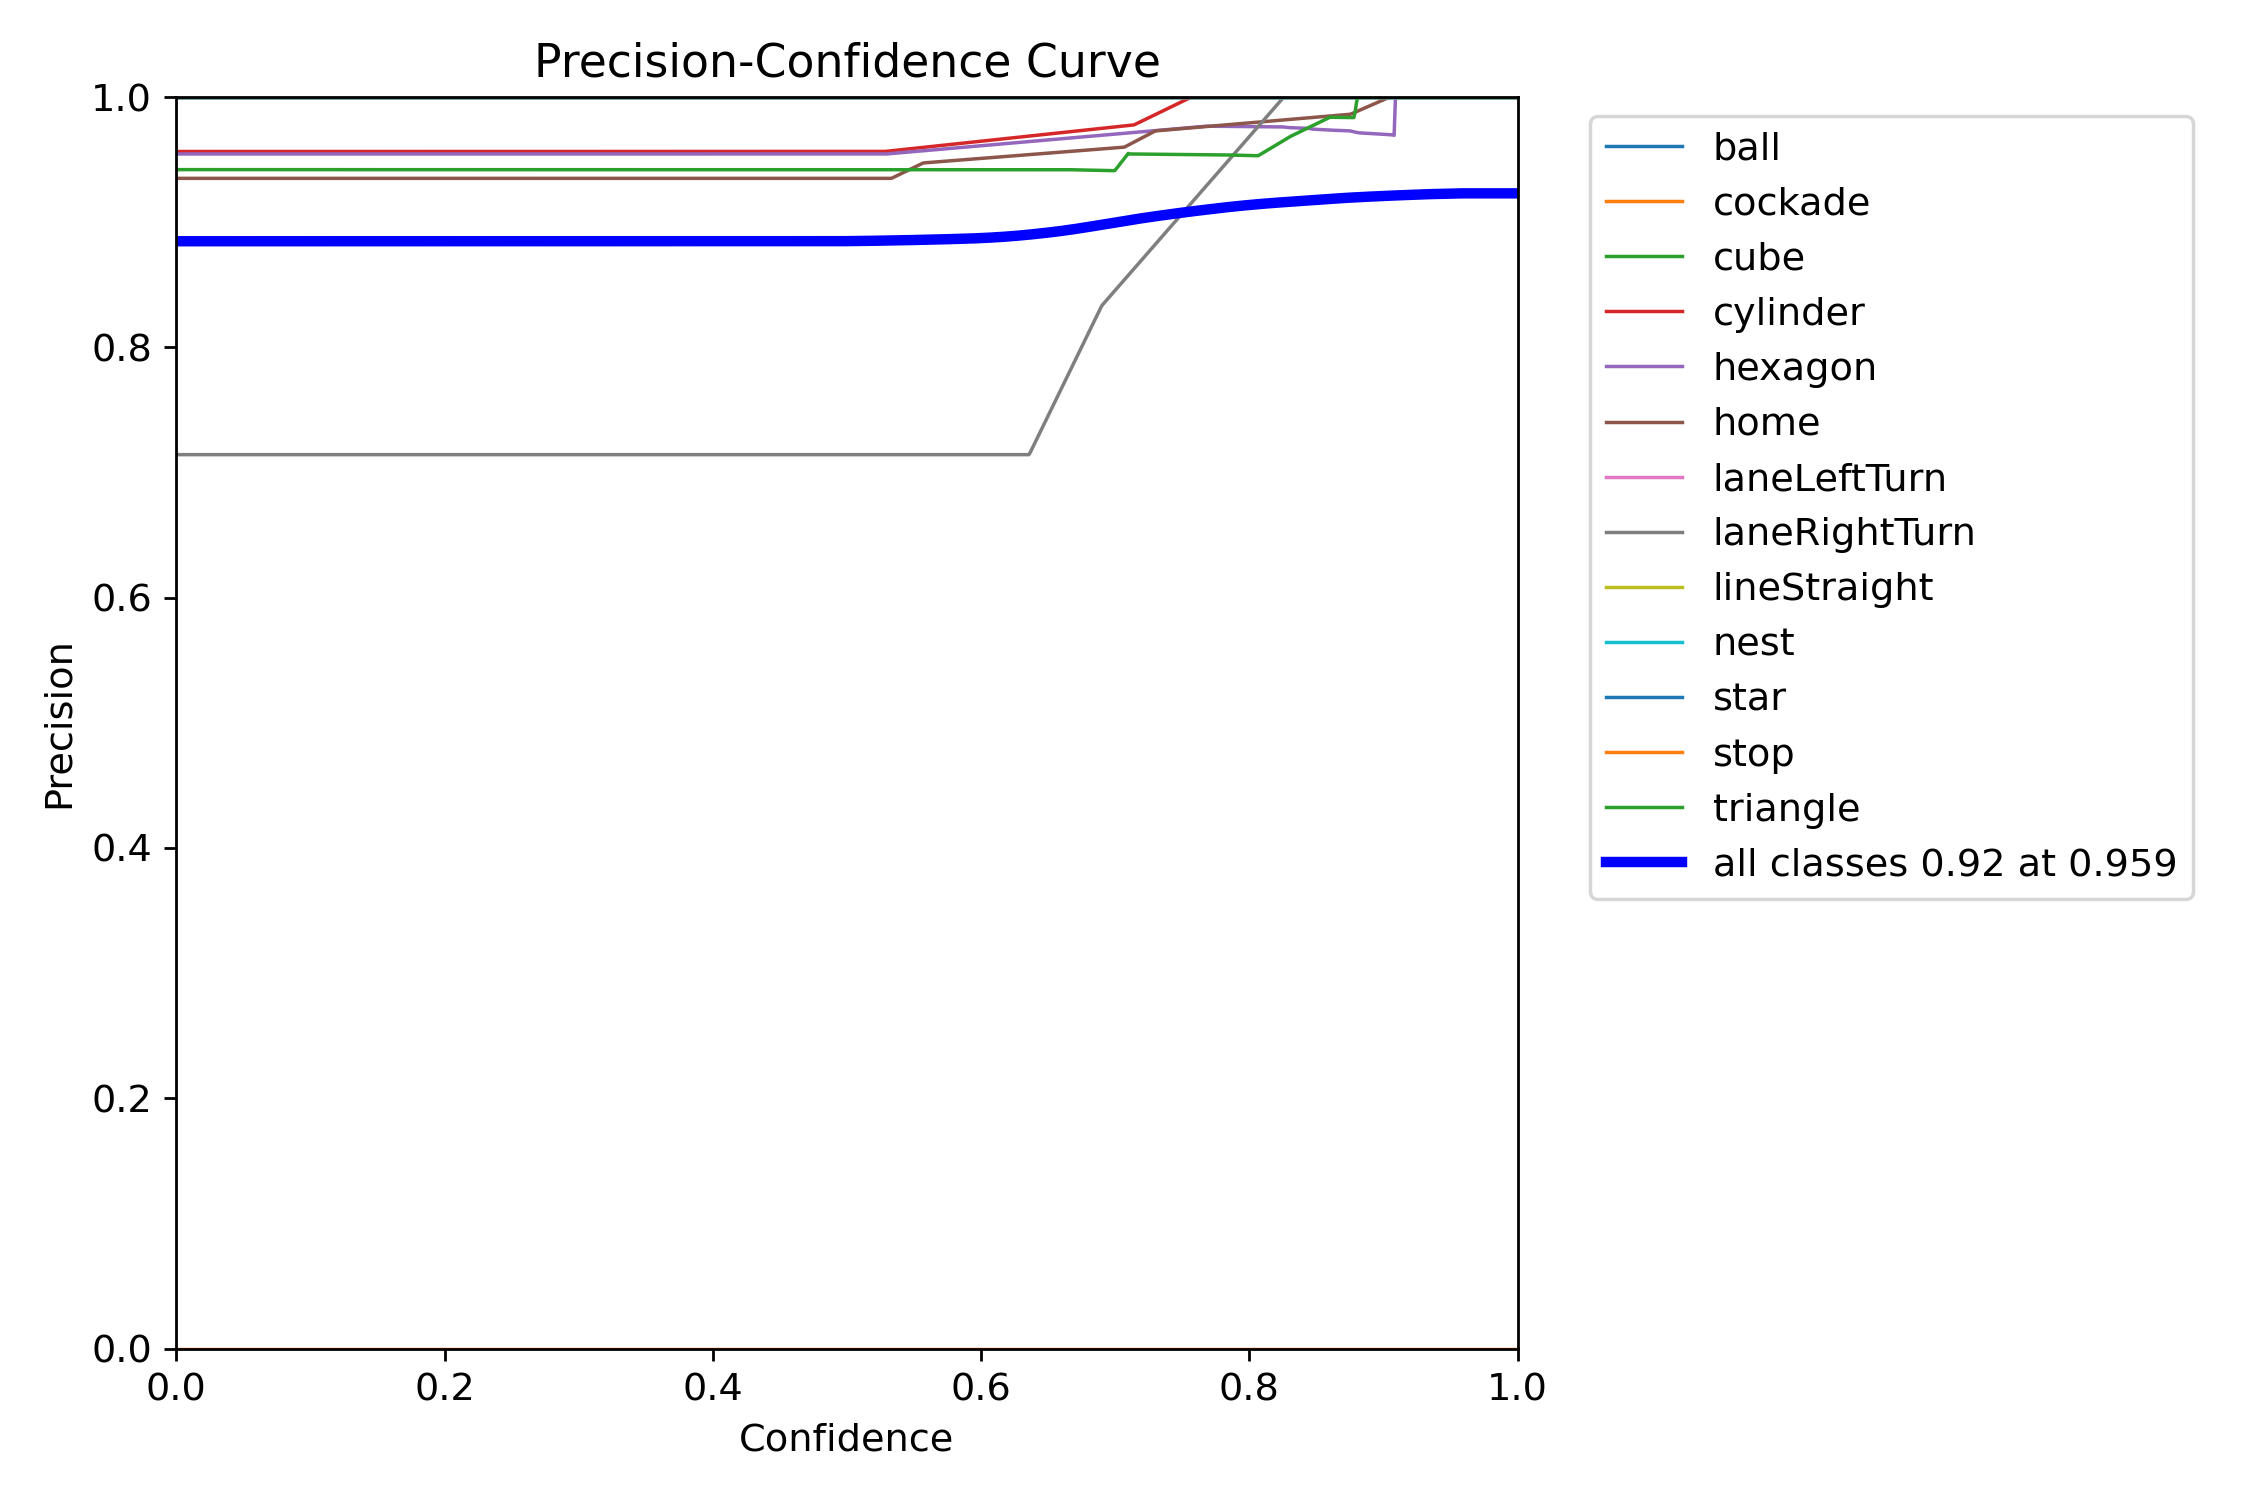 Precision-Confidence Curve
1.0
0.8
0.6
0.4
0.2
0.0
Precision
0.0 0.2 0.4 0.6 0.8 1.0
Confidence
ball
cockade
cube
cylinder
hexagon
home
laneLeftTurn
laneRightTurn
lineStraight
nest
star
stop
triangle
all classes 0.92 at 0.959